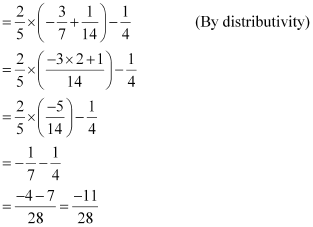 = 2/5 × (−3/7 + 1/14) − 1/4 (By distributivity)
= 2/5 × ((−3×2+1)/14) − 1/4
= 2/5 × (−5/14) − 1/4
= −1/7 − 1/4
= (−4−7)/28 = −11/28